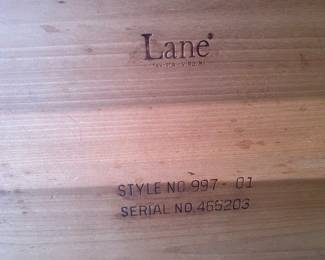 Lane®
STYLE NO. 997-01
SERIAL NO. 465203